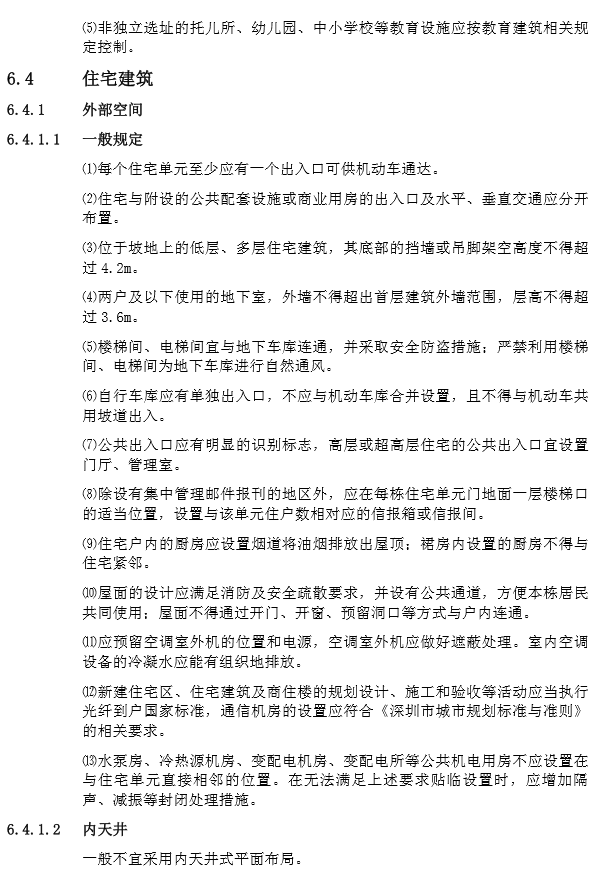 ⑸非独立选址的托儿所、幼儿园、中小学校等教育设施应按教育建筑相关规
定控制。
6.4 住宅建筑
6.4.1 外部空间
6.4.1.1 一般规定
⑴每个住宅单元至少应有一个出入口可供机动车通达。
⑵住宅与附设的公共配套设施或商业用房的出入口及水平、垂直交通应分开
布置。
⑶位于坡地上的低层、多层住宅建筑，其底部的挡墙或吊脚架空高度不得超
过 4.2m。
⑷两户及以下使用的地下室，外墙不得超出首层建筑外墙范围，层高不得超
过 3.6m。
⑸楼梯间、电梯间宜与地下车库连通，并采取安全防盗措施；严禁利用楼梯
间、电梯间为地下车库进行自然通风。
⑹自行车库应有单独出入口，不应与机动车库合并设置，且不得与机动车共
用坡道出入。
⑺公共出入口应有明显的识别标志，高层或超高层住宅的公共出入口宜设置
门厅、管理室。
⑻除设有集中管理邮件报刊的地区外，应在每栋住宅单元门地面一层楼梯口
的适当位置，设置与该单元住户数相对应的信报箱或信报间。
⑼住宅户内的厨房应设置烟道将油烟排放出屋顶；裙房内设置的厨房不得与
住宅紧邻。
⑽屋面的设计应满足消防及安全疏散要求，并设有公共通道，方便本栋居民
共同使用；屋面不得通过开门、开窗、预留洞口等方式与户内连通。
⑾应预留空调室外机的位置和电源，空调室外机应做好遮蔽处理。室内空调
设备的冷凝水应能有组织地排放。
⑿新建住宅区、住宅建筑及商住楼的规划设计、施工和验收等活动应当执行
光纤到户国家标准，通信机房的设置应符合《深圳市城市规划标准与准则》
的相关要求。
⒀水泵房、冷热源机房、变配电机房、变配电所等公共机电用房不应设置在
与住宅单元直接相邻的位置。在无法满足上述要求贴临设置时，应增加隔
声、减振等封闭处理措施。
6.4.1.2 内天井
一般不宜采用内天井式平面布局。